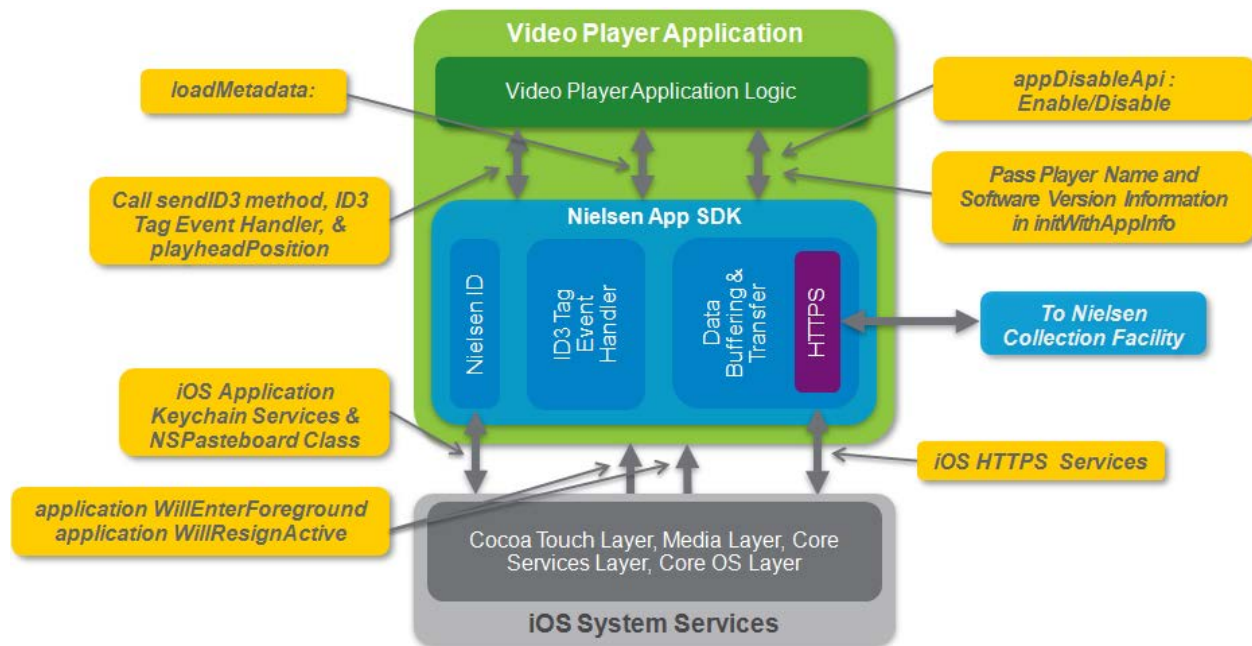 Video Player Application
Video Player Application Logic
loadMetadata:
appDisableApi :
Enable/Disable
Call sendID3 method, ID3
Tag Event Handler, &
playheadPosition
Pass Player Name and
Software Version Information
in initWithAppInfo
Nielsen App SDK
Nielsen ID
ID3 Tag
Event
Handler
Data
Buffering &
Transfer
HTTPS
To Nielsen
Collection Facility
iOS Application
Keychain Services &
NSPasteboard Class
iOS HTTPS Services
application WillEnterForeground
application WillResignActive
Cocoa Touch Layer, Media Layer, Core
Services Layer, Core OS Layer
iOS System Services